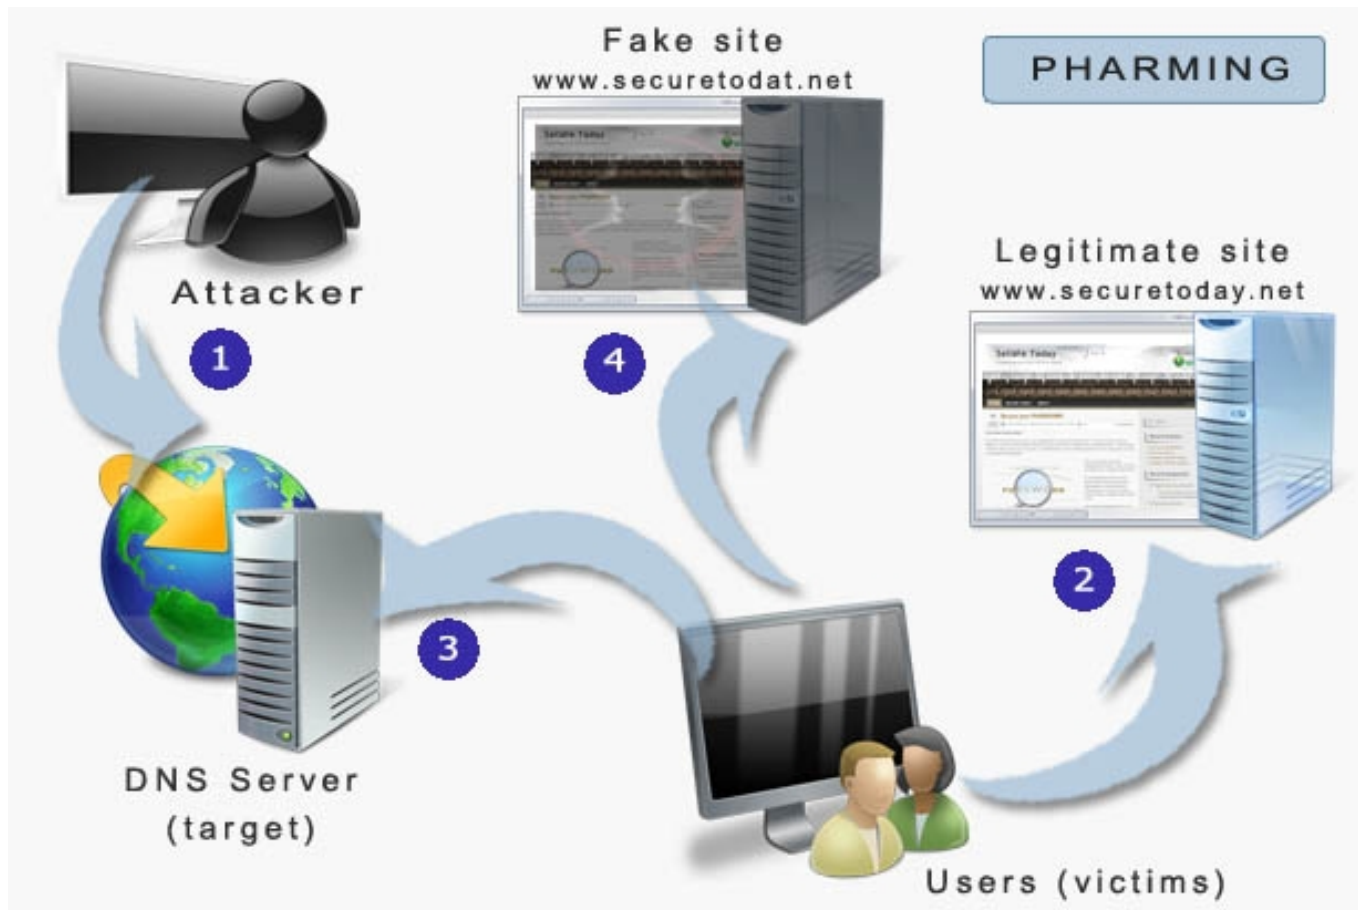 Fake site
www.securetodat.net
PHARMING
Attacker
Legitimate site
www.securetoday.net
1
4
2
3
DNS Server
(target)
Users (victims)